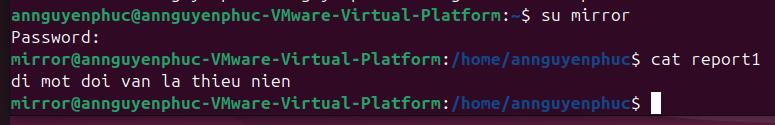 annguyenphuc@annguyenphuc-VMware-Virtual-Platform:~$ su mirror
Password:
mirror@annguyenphuc-VMware-Virtual-Platform:/home/annguyenphuc$ cat report1
di mot doi van la thieu nien
mirror@annguyenphuc-VMware-Virtual-Platform:/home/annguyenphuc$